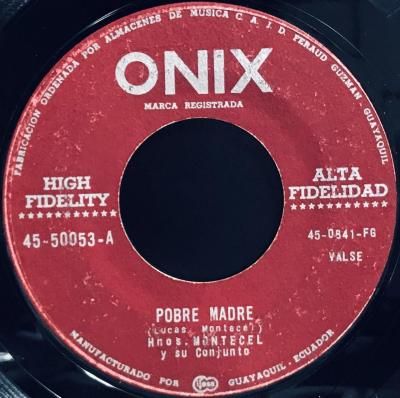 FABRICACION ORDENADA POR ALMACENES DE MUSICA C A J. D. FERAUD GUZMAN - GUAYAQUIL
ONIX
MARCA REGISTRADA
HIGH FIDELITY
ALTA FIDELIDAD
45-50053-A
45-0841-FG
VALSE
POBRE MADRE
(Lucas. Montecel)
Hnos. MONTECEL
y su Conjunto
MANUFACTURADO POR ifesa GUAYAQUIL - ECUADOR